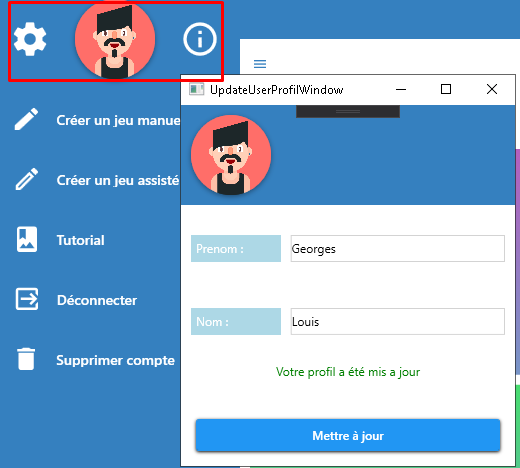 UpdateUserProfilWindow
Créer un jeu manue
Créer un jeu assisté
Tutorial
Déconnecter
Supprimer compte
Prenom :
Georges
Nom :
Louis
Votre profil a été mis a jour
Mettre à jour